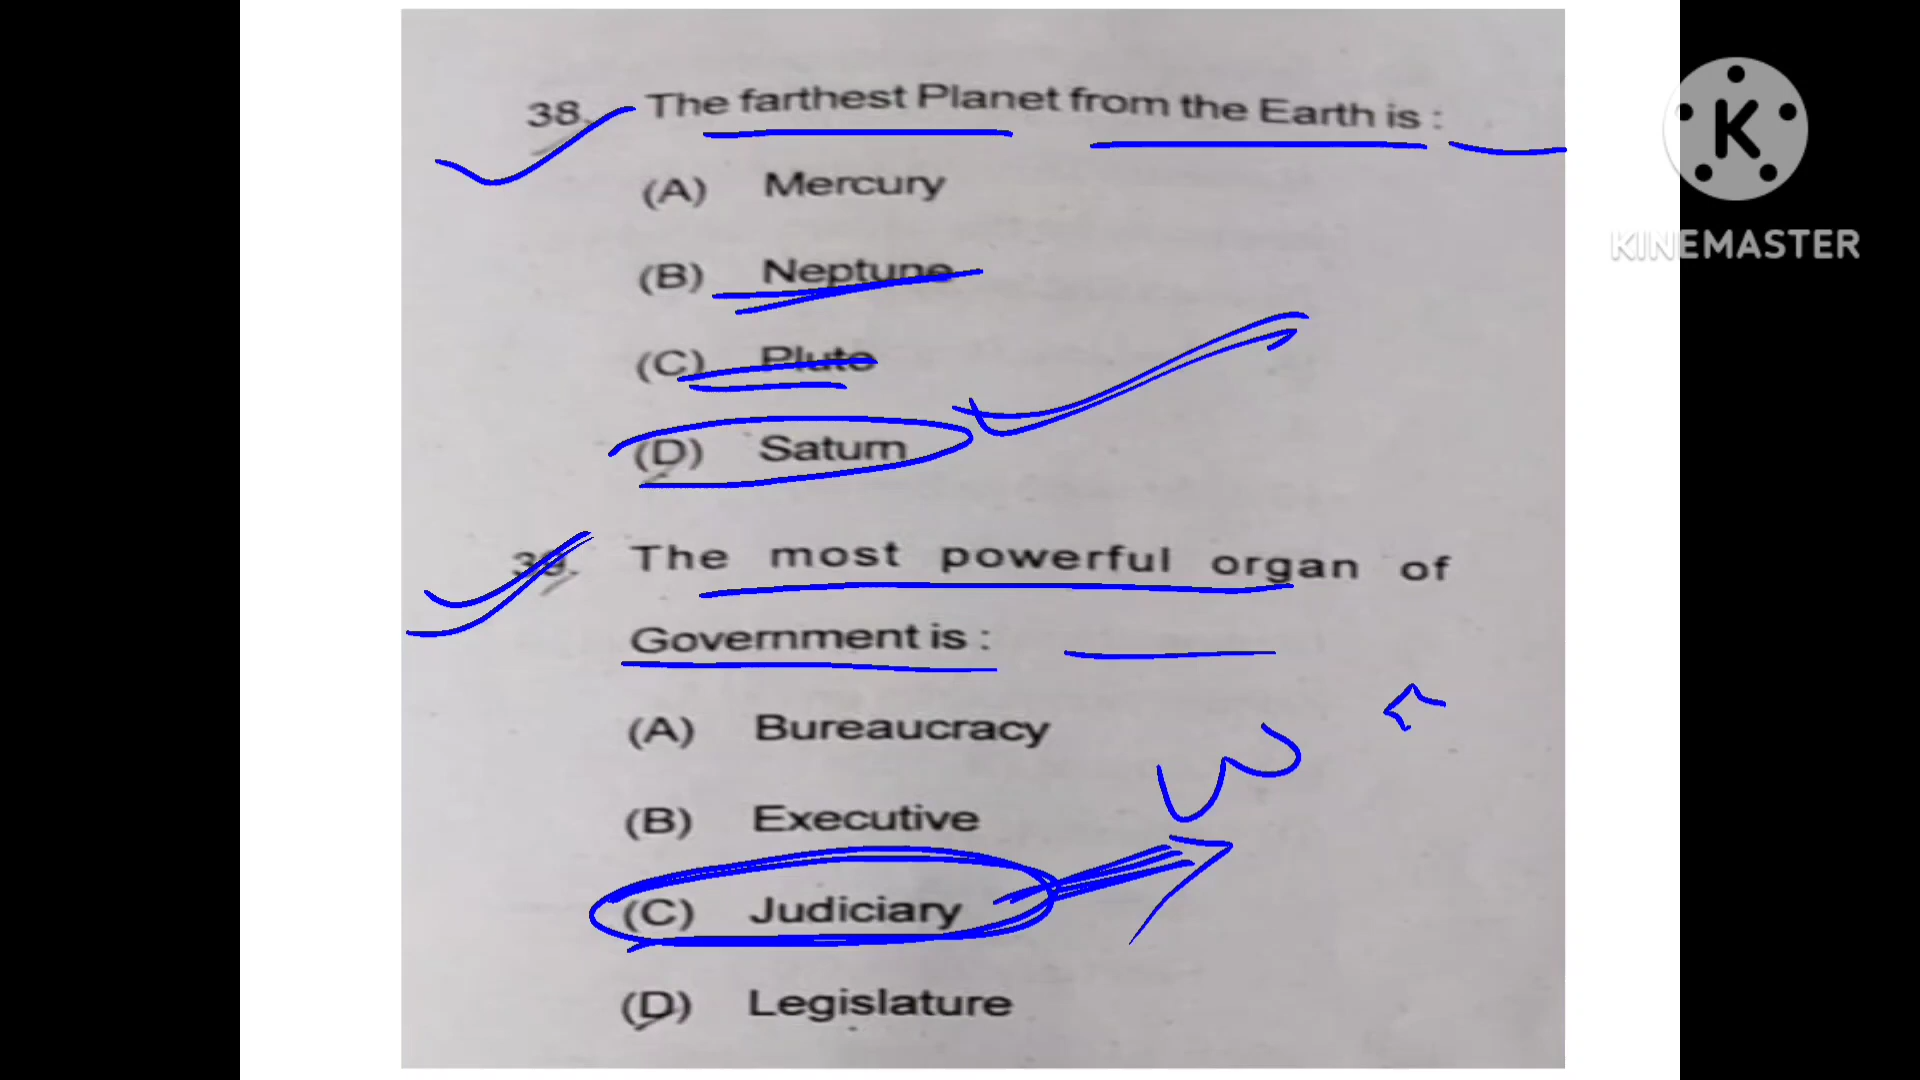 38. The farthest Planet from the Earth is :
(A) Mercury
(B) Neptune
(C) Pluto
(D) Saturn
39. The most powerful organ of
Government is :
(A) Bureaucracy
(B) Executive
(C) Judiciary
(D) Legislature
K
KINEMASTER